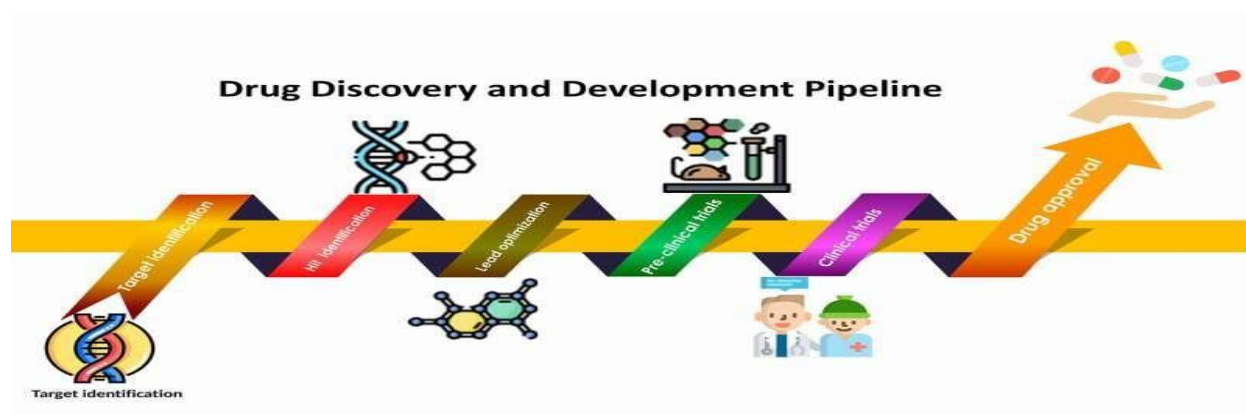 Drug Discovery and Development Pipeline
Target identification
Hit identification
Lead optimization
Pre-clinical trials
Clinical trials
Drug approval
Target identification